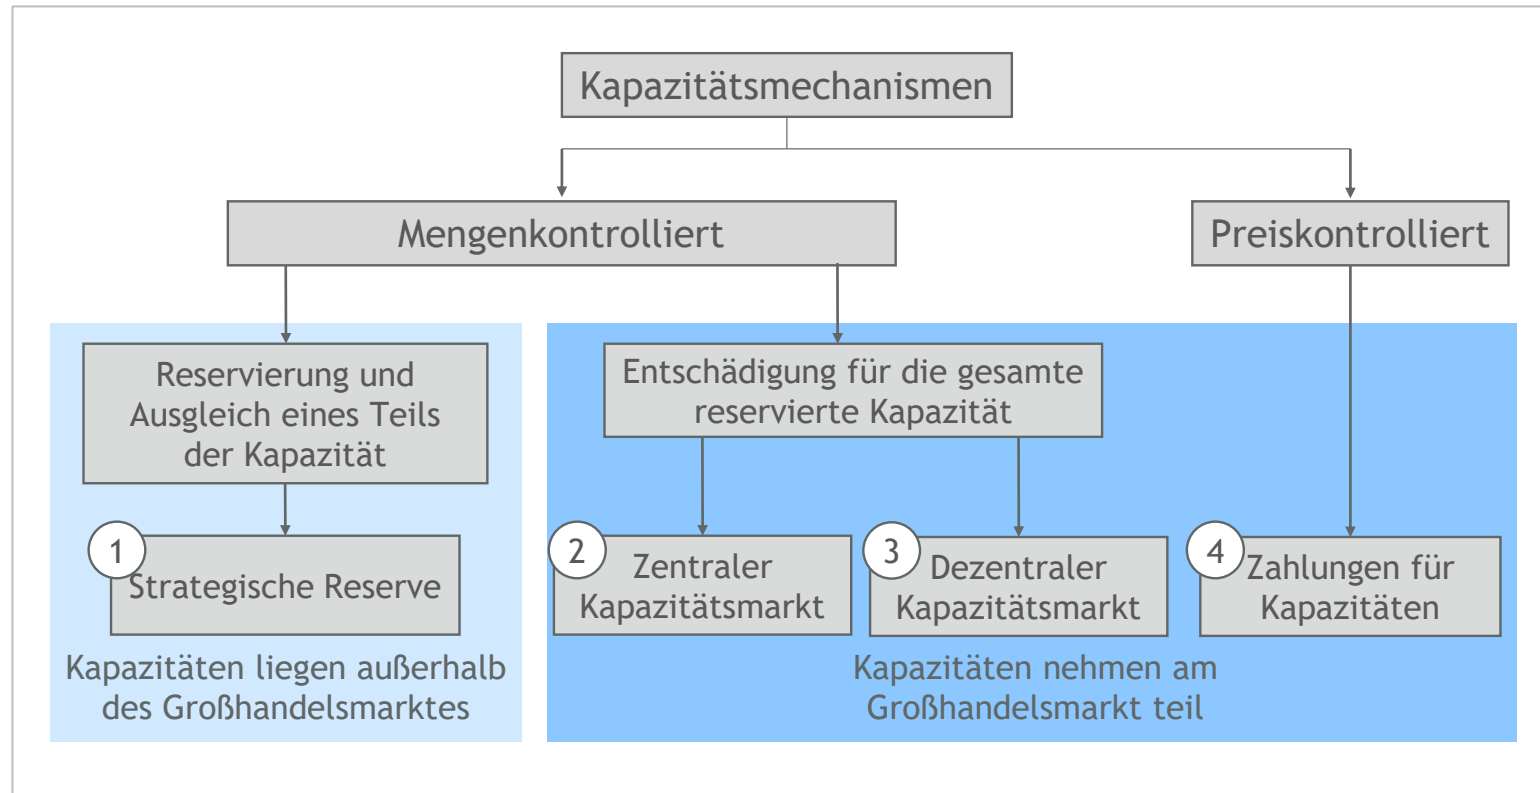 Kapazitätsmechanismen
Mengenkontrolliert
Preiskontrolliert
Reservierung und
Ausgleich eines Teils
der Kapazität
Entschädigung für die gesamte
reservierte Kapazität
1
Strategische Reserve
2
Zentraler
Kapazitätsmarkt
3
Dezentraler
Kapazitätsmarkt
4
Zahlungen für
Kapazitäten
Kapazitäten liegen außerhalb
des Großhandelsmarktes
Kapazitäten nehmen am
Großhandelsmarkt teil